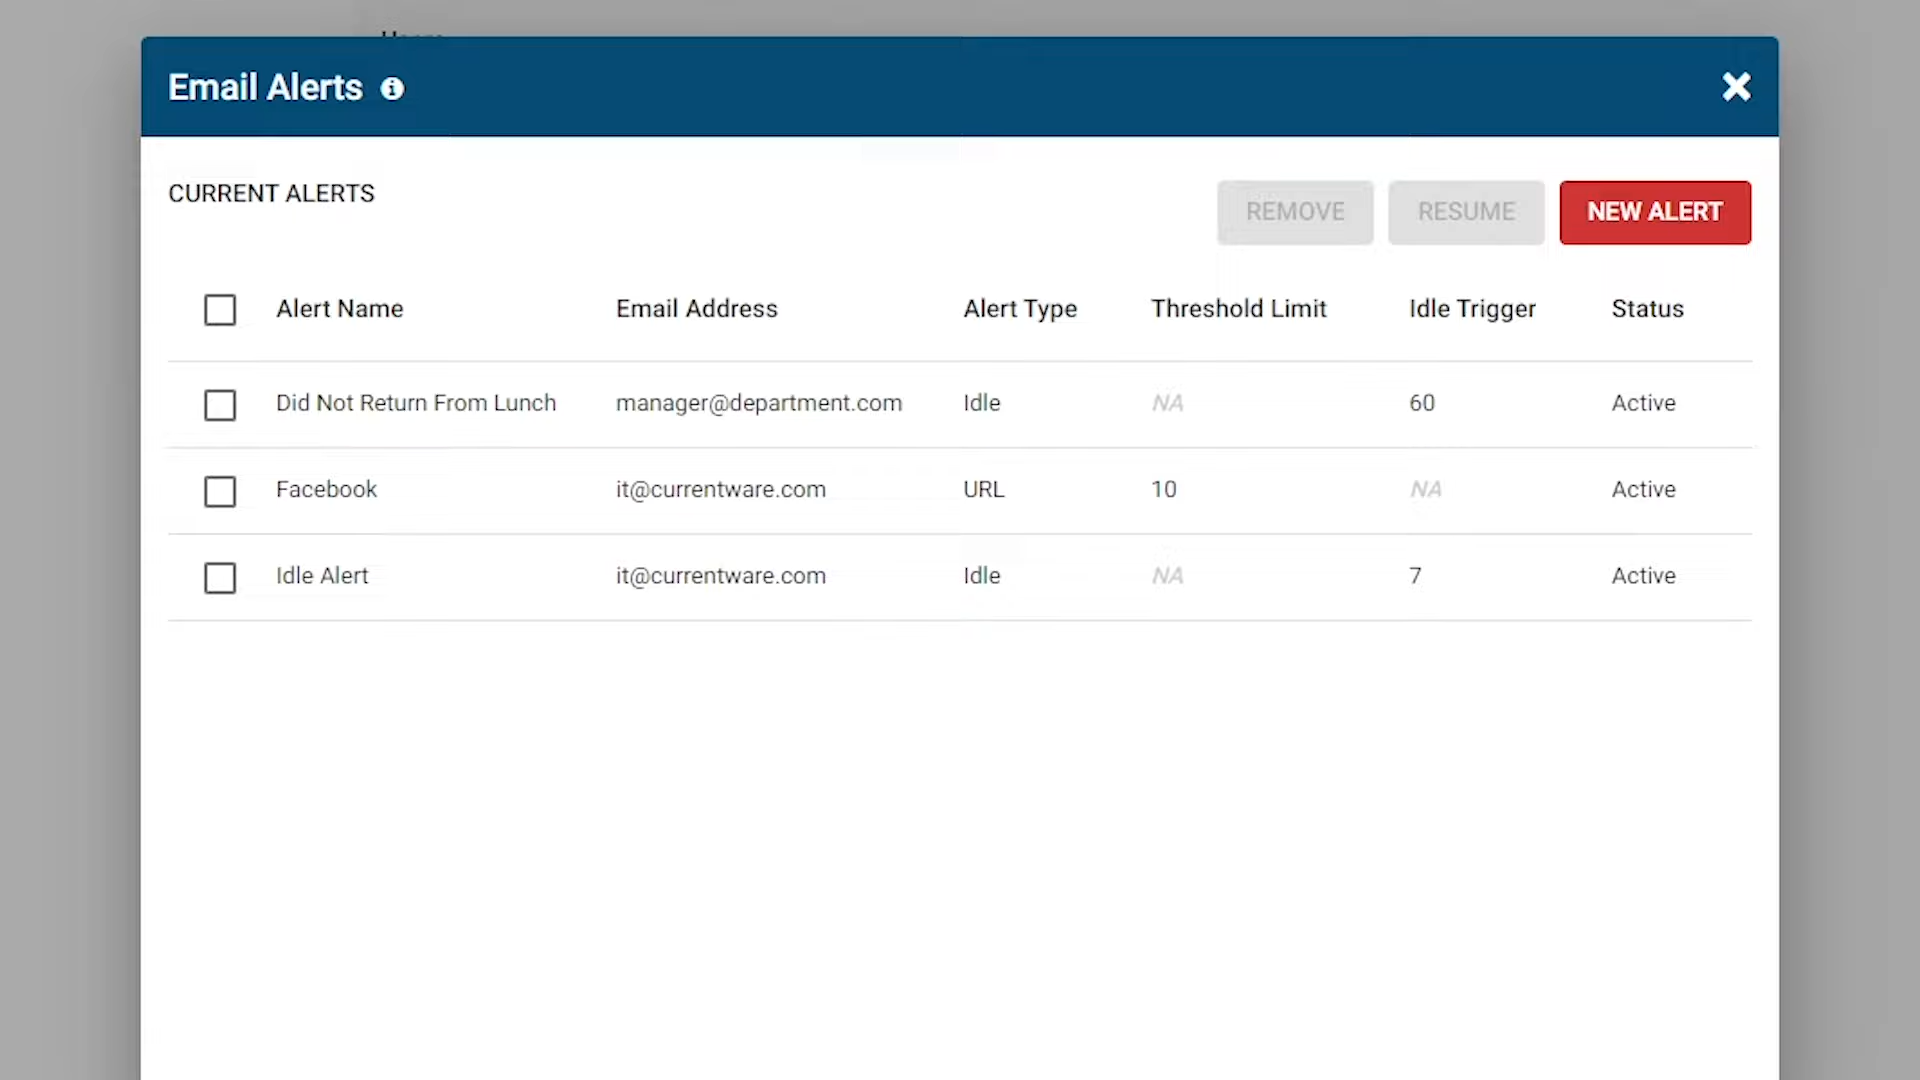 Email Alerts
CURRENT ALERTS
REMOVE RESUME NEW ALERT
Alert Name Email Address Alert Type Threshold Limit Idle Trigger Status
Did Not Return From Lunch manager@department.com Idle NA 60 Active
Facebook it@currentware.com URL 10 NA Active
Idle Alert it@currentware.com Idle NA 7 Active